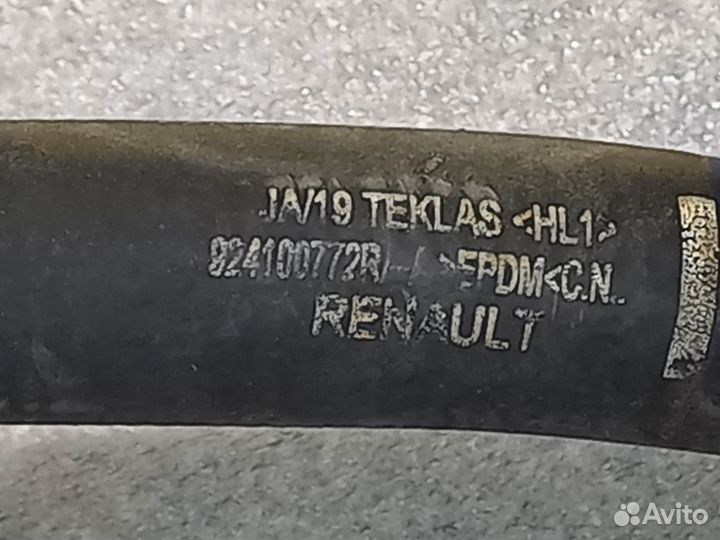 JA/19 TEKLAS <HL1>
924100772R/--A >EPDM<C.N..
RENAULT
Avito